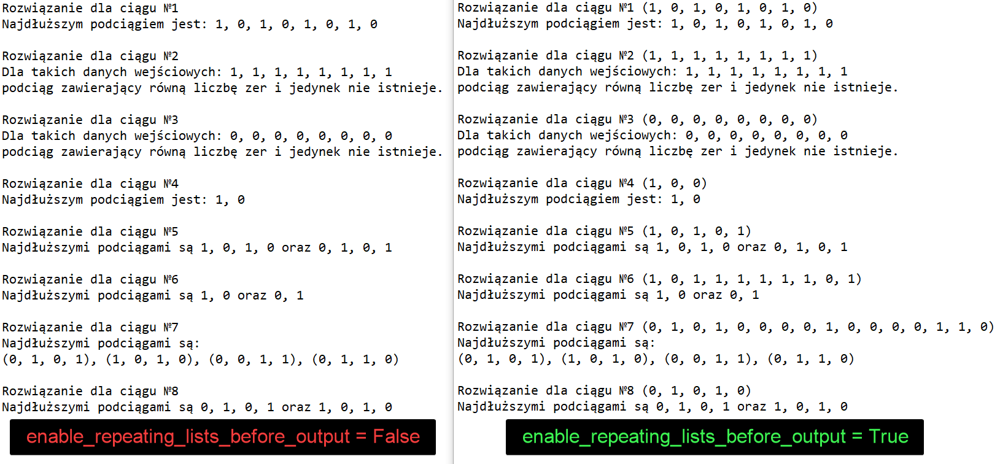 Rozwiązanie dla ciągu №1
Najdłuższym podciągiem jest: 1, 0, 1, 0, 1, 0, 1, 0
Rozwiązanie dla ciągu №2
Dla takich danych wejściowych: 1, 1, 1, 1, 1, 1, 1, 1
podciąg zawierający równą liczbę zer i jedynek nie istnieje.
Rozwiązanie dla ciągu №3
Dla takich danych wejściowych: 0, 0, 0, 0, 0, 0, 0, 0
podciąg zawierający równą liczbę zer i jedynek nie istnieje.
Rozwiązanie dla ciągu №4
Najdłuższym podciągiem jest: 1, 0
Rozwiązanie dla ciągu №5
Najdłuższymi podciągami są 1, 0, 1, 0 oraz 0, 1, 0, 1
Rozwiązanie dla ciągu №6
Najdłuższymi podciągami są 1, 0 oraz 0, 1
Rozwiązanie dla ciągu №7
Najdłuższymi podciągami są:
(0, 1, 0, 1), (1, 0, 1, 0), (0, 0, 1, 1), (0, 1, 1, 0)
Rozwiązanie dla ciągu №8
Najdłuższymi podciągami są 0, 1, 0, 1 oraz 1, 0, 1, 0
enable_repeating_lists_before_output = False
Rozwiązanie dla ciągu №1 (1, 0, 1, 0, 1, 0, 1, 0)
Najdłuższym podciągiem jest: 1, 0, 1, 0, 1, 0, 1, 0
Rozwiązanie dla ciągu №2 (1, 1, 1, 1, 1, 1, 1, 1)
Dla takich danych wejściowych: 1, 1, 1, 1, 1, 1, 1, 1
podciąg zawierający równą liczbę zer i jedynek nie istnieje.
Rozwiązanie dla ciągu №3 (0, 0, 0, 0, 0, 0, 0, 0)
Dla takich danych wejściowych: 0, 0, 0, 0, 0, 0, 0, 0
podciąg zawierający równą liczbę zer i jedynek nie istnieje.
Rozwiązanie dla ciągu №4 (1, 0, 0)
Najdłuższym podciągiem jest: 1, 0
Rozwiązanie dla ciągu №5 (1, 0, 1, 0, 1)
Najdłuższymi podciągami są 1, 0, 1, 0 oraz 0, 1, 0, 1
Rozwiązanie dla ciągu №6 (1, 0, 1, 1, 1, 1, 1, 1, 0, 1)
Najdłuższymi podciągami są 1, 0 oraz 0, 1
Rozwiązanie dla ciągu №7 (0, 1, 0, 1, 0, 0, 0, 0, 1, 0, 0, 0, 0, 1, 1, 0)
Najdłuższymi podciągami są:
(0, 1, 0, 1), (1, 0, 1, 0), (0, 0, 1, 1), (0, 1, 1, 0)
Rozwiązanie dla ciągu №8 (0, 1, 0, 1, 0)
Najdłuższymi podciągami są 0, 1, 0, 1 oraz 1, 0, 1, 0
enable_repeating_lists_before_output = True